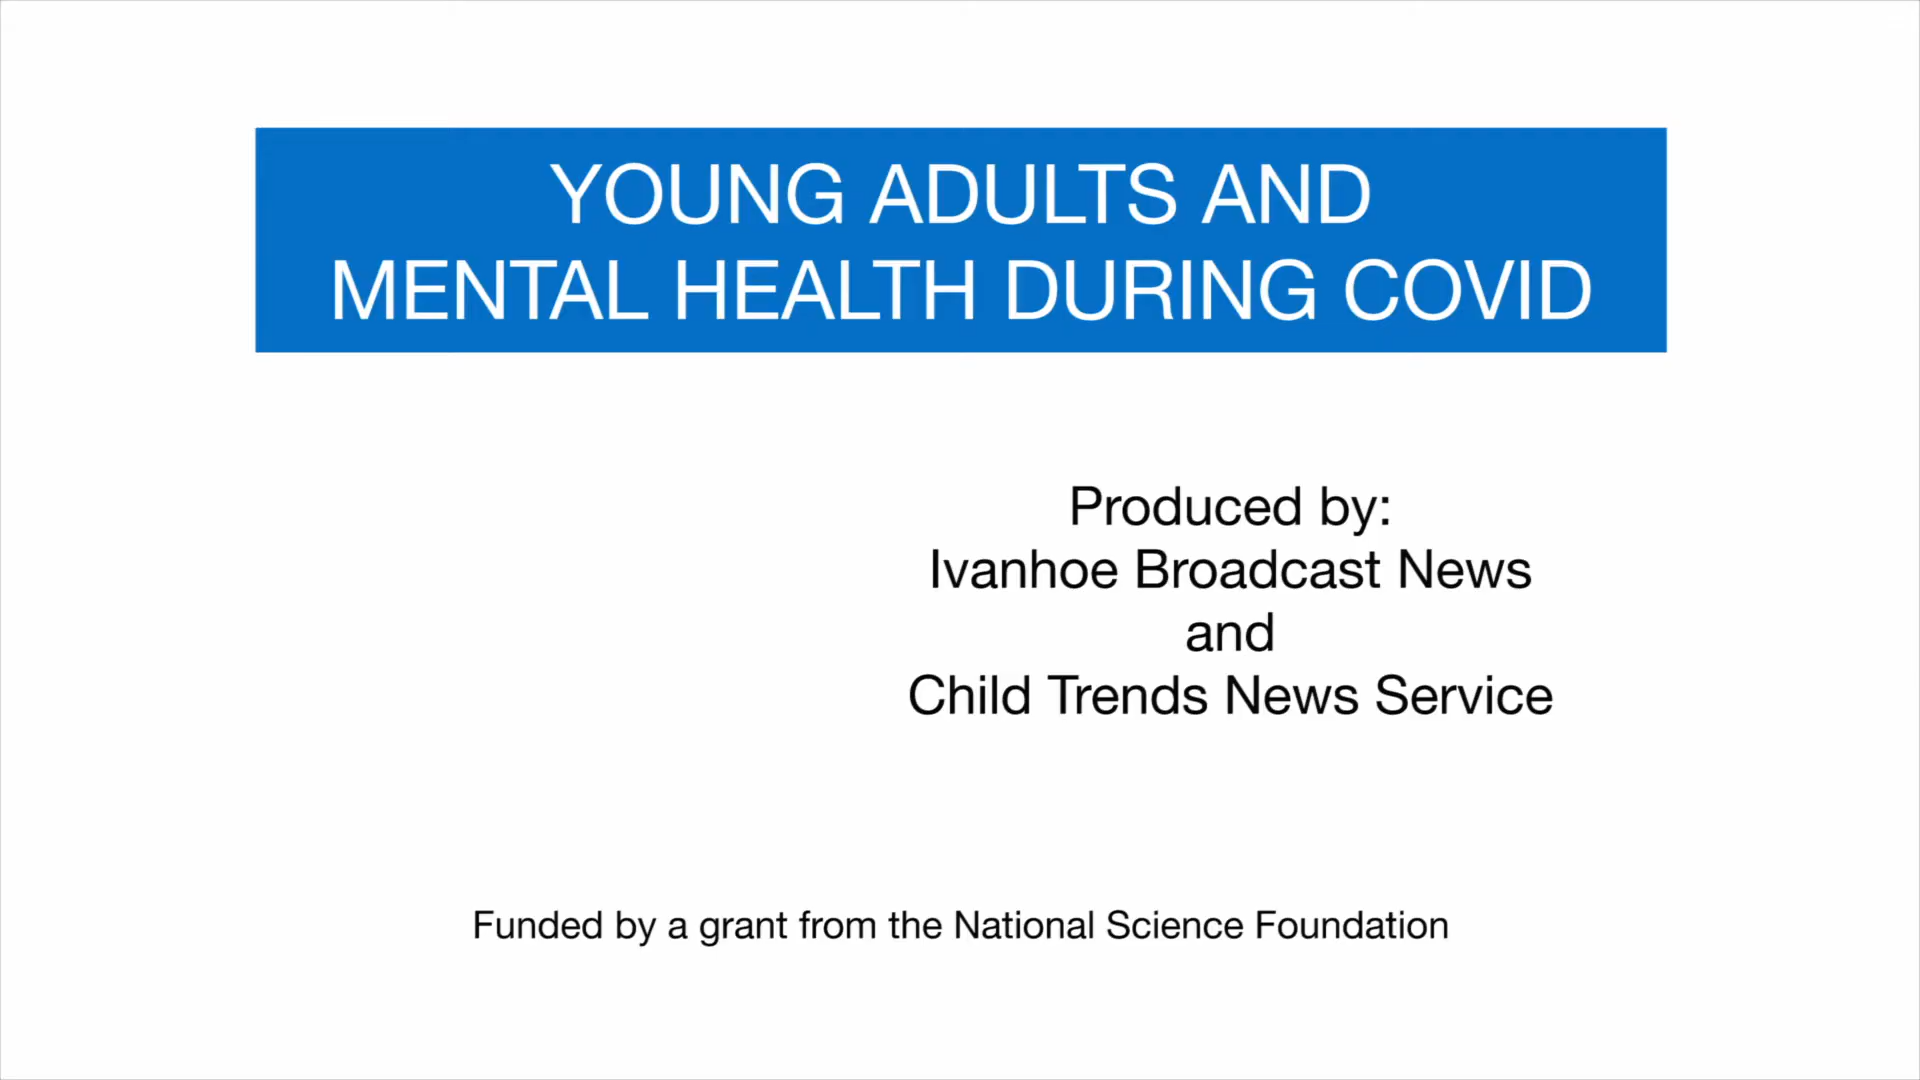 YOUNG ADULTS AND
MENTAL HEALTH DURING COVID
Produced by:
Ivanhoe Broadcast News
and
Child Trends News Service
Funded by a grant from the National Science Foundation